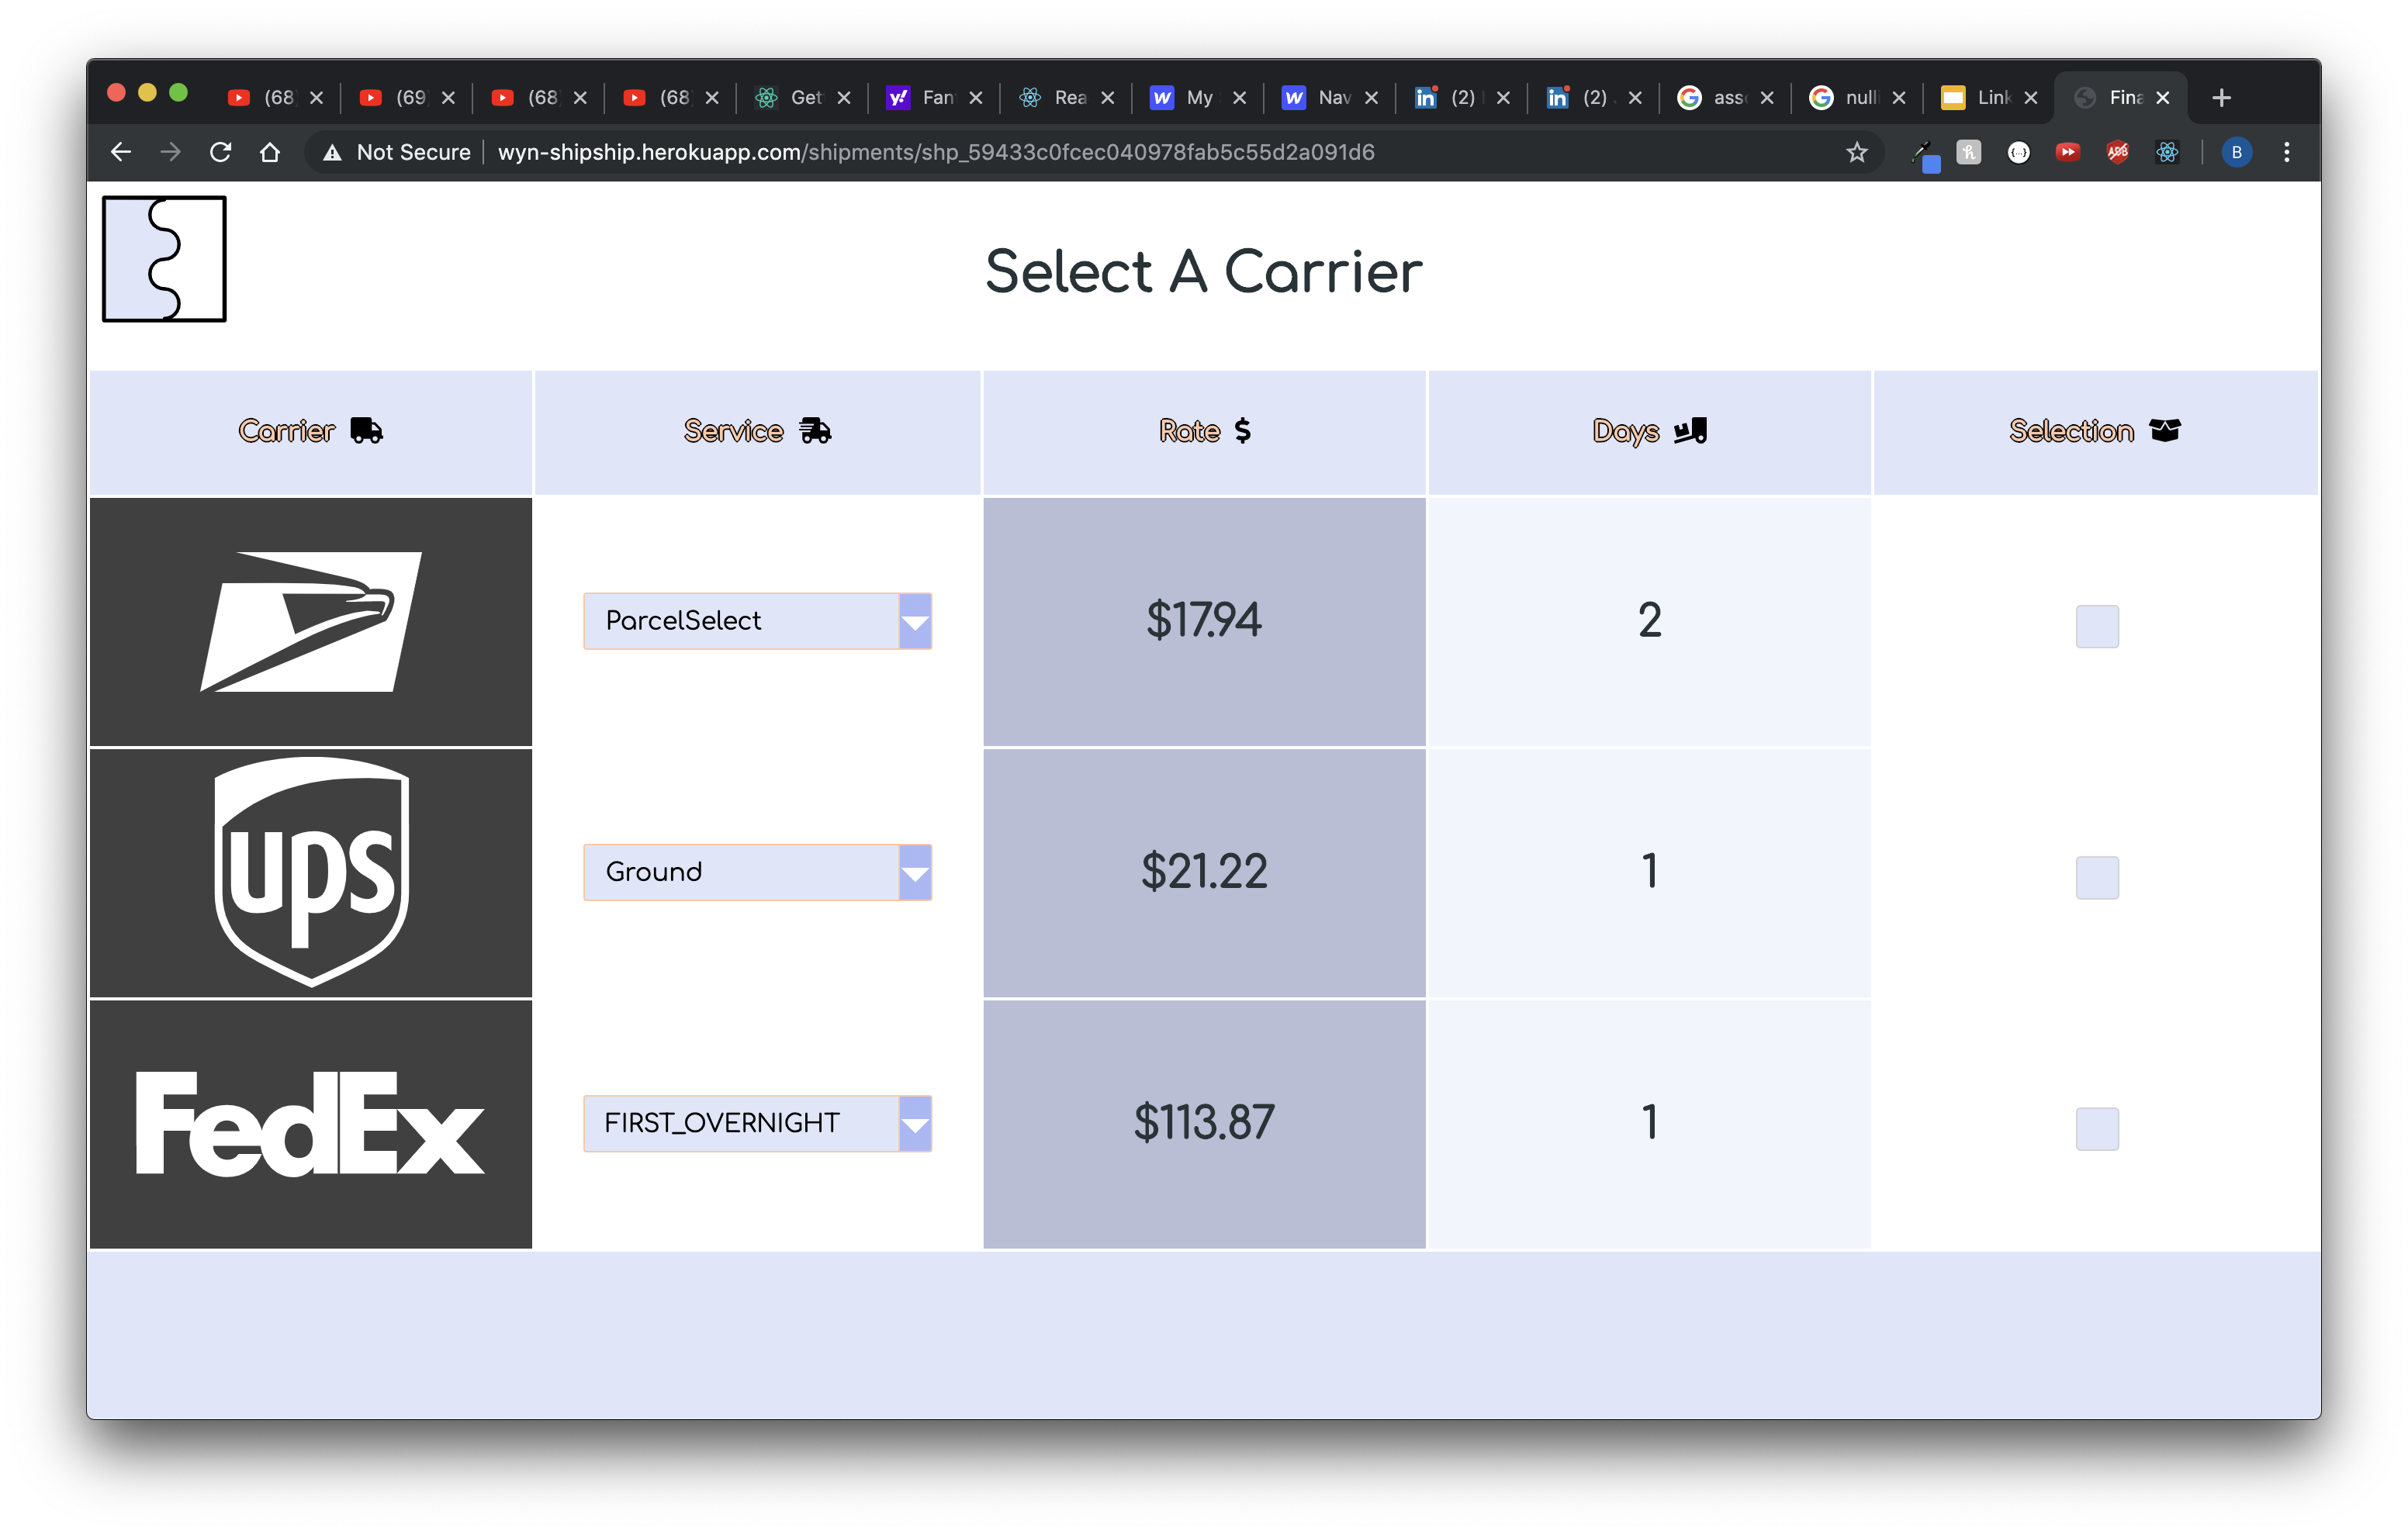 (68 (69 (68 (68 Get Fan Rea My Nav (2) (2) ass nulli Link Fina
Not Secure wyn-shipship.herokuapp.com/shipments/shp_59433c0fcec040978fab5c55d2a091d6 ABP B
Select A Carrier
Carrier Service Rate $ Days Selection
ParcelSelect $17.94 2
ups Ground $21.22 1
FedEx FIRST_OVERNIGHT $113.87 1